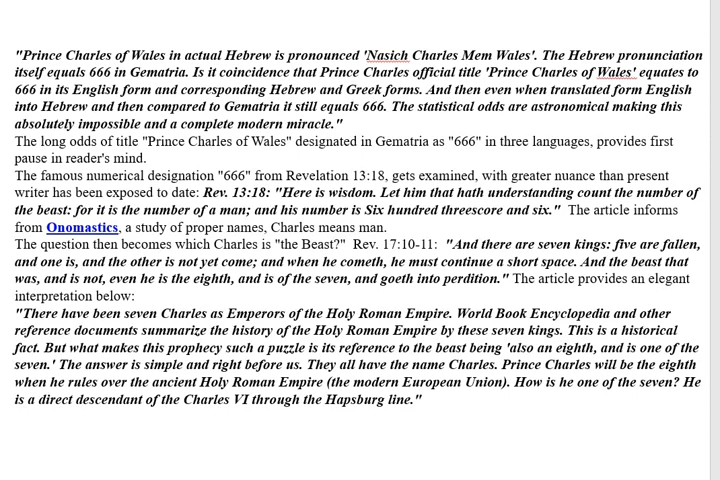 "Prince Charles of Wales in actual Hebrew is pronounced 'Nasich Charles Mem Wales'. The Hebrew pronunciation
itself equals 666 in Gematria. Is it coincidence that Prince Charles official title 'Prince Charles of Wales' equates to
666 in its English form and corresponding Hebrew and Greek forms. And then even when translated form English
into Hebrew and then compared to Gematria it still equals 666. The statistical odds are astronomical making this
absolutely impossible and a complete modern miracle."
The long odds of title "Prince Charles of Wales" designated in Gematria as "666" in three languages, provides first
pause in reader's mind.
The famous numerical designation "666" from Revelation 13:18, gets examined, with greater nuance than present
writer has been exposed to date: Rev. 13:18: "Here is wisdom. Let him that hath understanding count the number of
the beast: for it is the number of a man; and his number is Six hundred threescore and six." The article informs
from Onomastics, a study of proper names, Charles means man.
The question then becomes which Charles is "the Beast?" Rev. 17:10-11: "And there are seven kings: five are fallen,
and one is, and the other is not yet come; and when he cometh, he must continue a short space. And the beast that
was, and is not, even he is the eighth, and is of the seven, and goeth into perdition." The article provides an elegant
interpretation below:
"There have been seven Charles as Emperors of the Holy Roman Empire. World Book Encyclopedia and other
reference documents summarize the history of the Holy Roman Empire by these seven kings. This is a historical
fact. But what makes this prophecy such a puzzle is its reference to the beast being 'also an eighth, and is one of the
seven.' The answer is simple and right before us. They all have the name Charles. Prince Charles will be the eighth
when he rules over the ancient Holy Roman Empire (the modern European Union). How is he one of the seven? He
is a direct descendant of the Charles VI through the Hapsburg line."